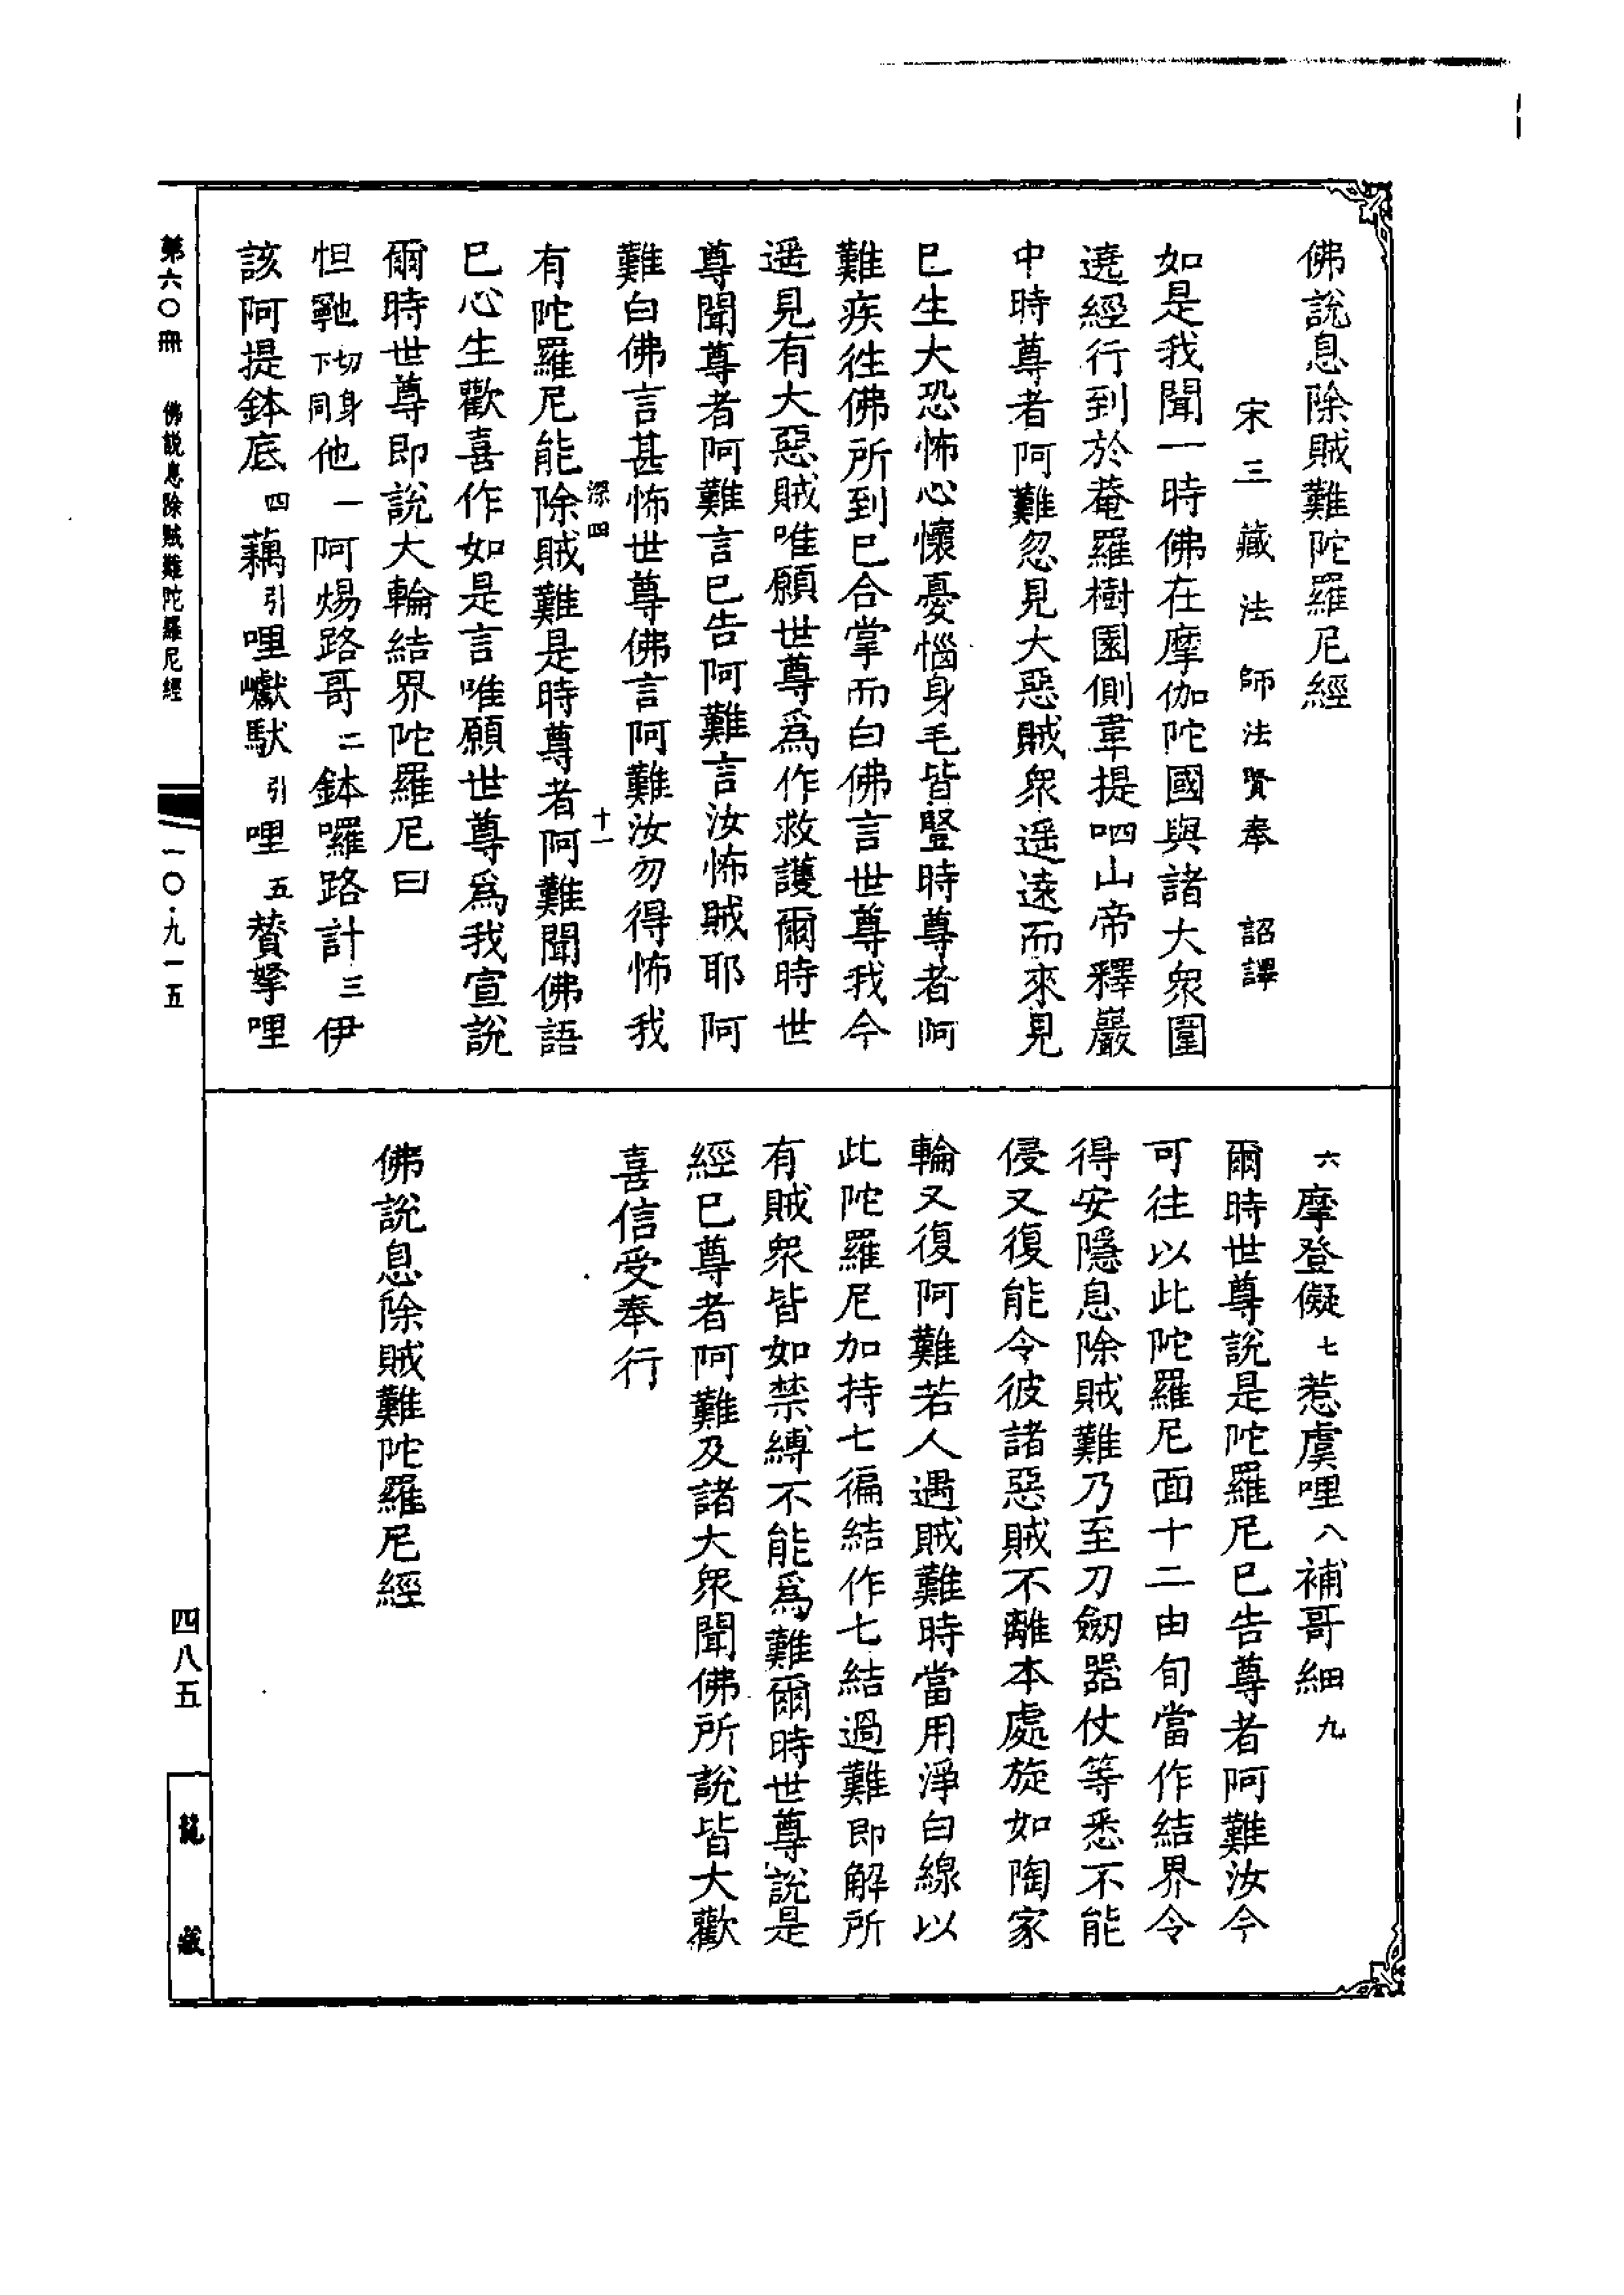 佛說息除賊難陀羅尼經
宋三藏法師法賢奉　詔譯
如是我聞一時佛在摩伽陀國與諸大眾圍
遶經行到於菴羅樹園側韋提呬山帝釋巖
中時尊者阿難忽見大惡賊衆遥遠而來見
已生大恐怖心懷憂惱身毛皆豎時尊者阿
難疾往佛所到已合掌而白佛言世尊我今
遥見有大惡賊唯願世尊爲作救護爾時世
尊聞尊者阿難言已告阿難言汝怖賊耶阿
難白佛言甚怖世尊佛言阿難汝勿得怖我
深四　十一
有陀羅尼能除賊難是時尊者阿難聞佛語
已心生歡喜作如是言唯願世尊爲我宣說
爾時世尊即說大輪結界陀羅尼曰
怛⿰寧也切身下同他一阿煬路哥二鉢囉路計三伊
該阿提鉢底四藕引哩巘馱引哩五贊拏哩
六摩登儗七惹虞哩八補哥細九
爾時世尊說是陀羅尼已告尊者阿難汝今
可往以此陀羅尼面十二由旬當作結界令
得安隱息除賊難乃至刀劒器仗等悉不能
侵又復能令彼諸惡賊不離本處旋如陶家
輪又復阿難若人遇賊難時當用淨白線以
此陀羅尼加持七徧結作七結過難即解所
有賊衆皆如禁縛不能爲難爾時世尊說是
經已尊者阿難及諸大衆聞佛所說皆大歡
喜信受奉行
佛說息除賊難陀羅尼經
第六〇冊　佛說息除賊難陀羅尼經　一〇·九一五　四八五　龍藏